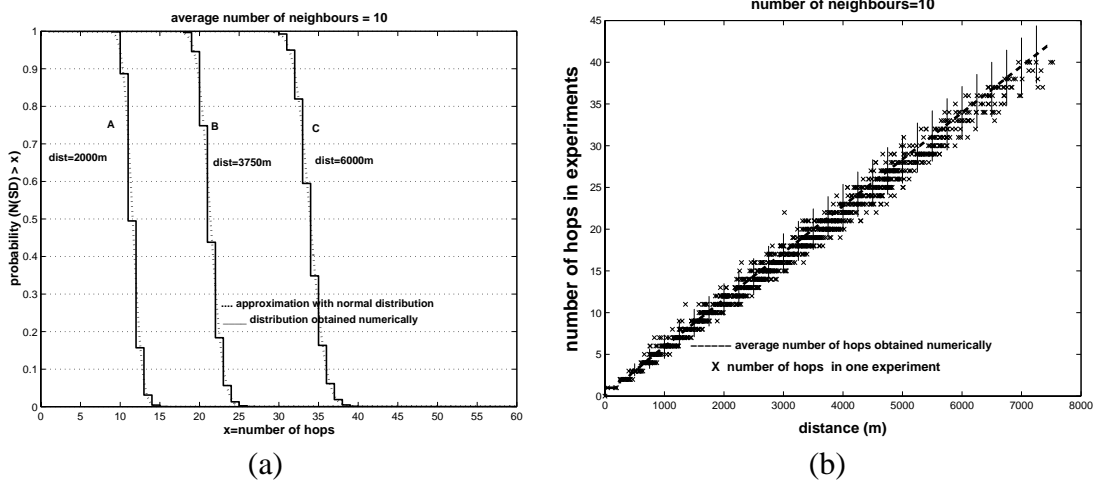 average number of neighbours = 10
1
0.9
0.8
0.7
0.6
0.5
0.4
0.3
0.2
0.1
0
probability (N(SD) > x)
A
B
C
dist=2000m
dist=3750m
dist=6000m
.... approximation with normal distribution
____ distribution obtained numerically
0 5 10 15 20 25 30 35 40 45 50 55 60
x=number of hops
(a)
number of neighbours=10
45
40
35
30
25
20
15
10
5
0
number of hops in experiments
------ average number of hops obtained numerically
X number of hops in one experiment
0 1000 2000 3000 4000 5000 6000 7000 8000
distance (m)
(b)